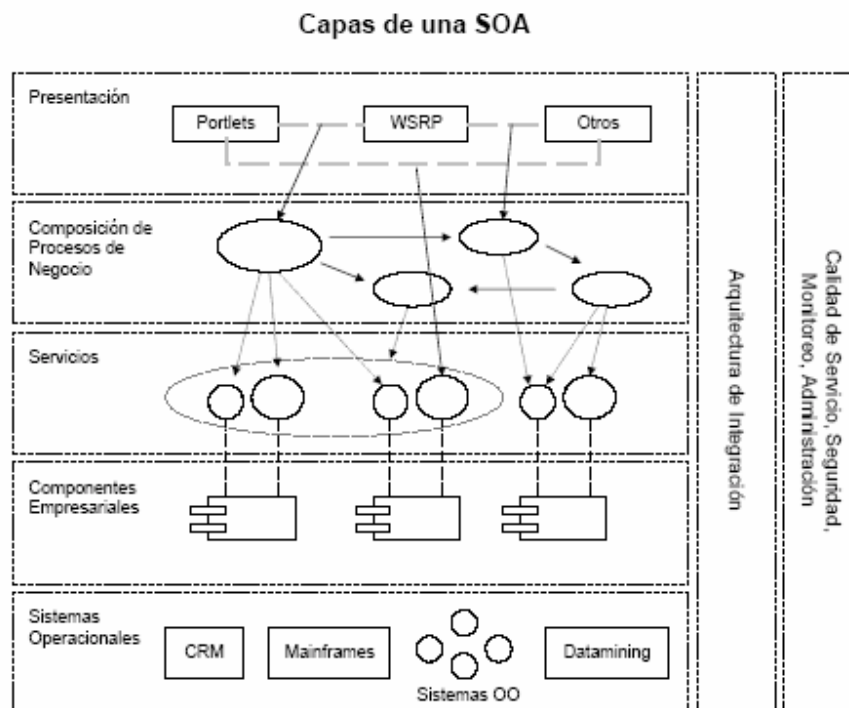 Capas de una SOA
Presentación
Portlets
WSRP
Otros
Composición de
Procesos de
Negocio
Servicios
Componentes
Empresariales
Sistemas
Operacionales
CRM
Mainframes
Sistemas OO
Datamining
Arquitectura de Integración
Calidad de Servicio, Seguridad,
Monitoreo, Administración